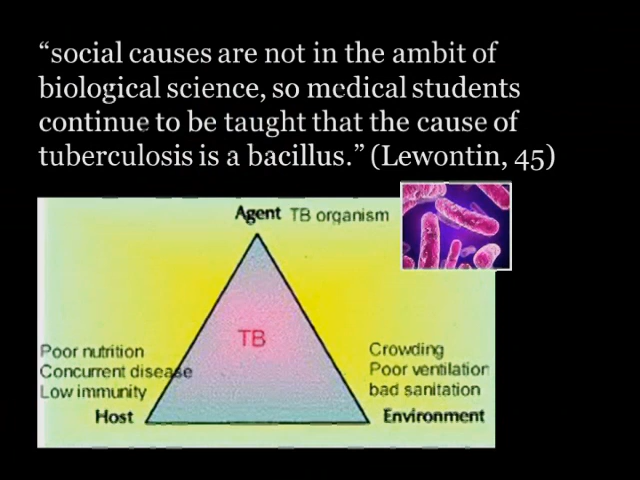 “social causes are not in the ambit of
biological science, so medical students
continue to be taught that the cause of
tuberculosis is a bacillus.” (Lewontin, 45)
Agent TB organism
TB
Poor nutrition
Concurrent disease
Low immunity
Host
Crowding
Poor ventilation
bad sanitation
Environment